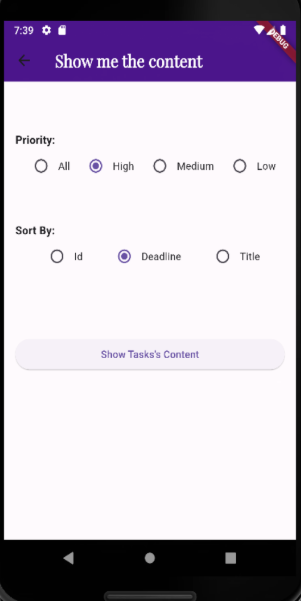 7:39
DEBUG
Show me the content
Priority:
All High Medium Low
Sort By:
Id Deadline Title
Show Tasks's Content